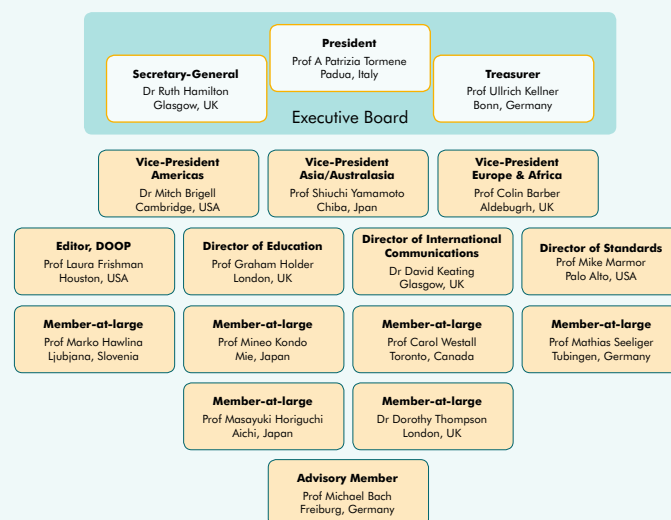 President
Prof A Patrizia Tormene
Padua, Italy
Secretary-General
Dr Ruth Hamilton
Glasgow, UK
Treasurer
Prof Ullrich Kellner
Bonn, Germany
Executive Board
Vice-President
Americas
Dr Mitch Brigell
Cambridge, USA
Vice-President
Asia/Australasia
Prof Shiuchi Yamamoto
Chiba, Jpan
Vice-President
Europe & Africa
Prof Colin Barber
Aldebugrh, UK
Editor, DOOP
Prof Laura Frishman
Houston, USA
Director of Education
Prof Graham Holder
London, UK
Director of International
Communications
Dr David Keating
Glasgow, UK
Director of Standards
Prof Mike Marmor
Palo Alto, USA
Member-at-large
Prof Marko Hawlina
Ljubjana, Slovenia
Member-at-large
Prof Mineo Kondo
Mie, Japan
Member-at-large
Prof Carol Westall
Toronto, Canada
Member-at-large
Prof Mathias Seeliger
Tubingen, Germany
Member-at-large
Prof Masayuki Horiguchi
Aichi, Japan
Member-at-large
Dr Dorothy Thompson
London, UK
Advisory Member
Prof Michael Bach
Freiburg, Germany